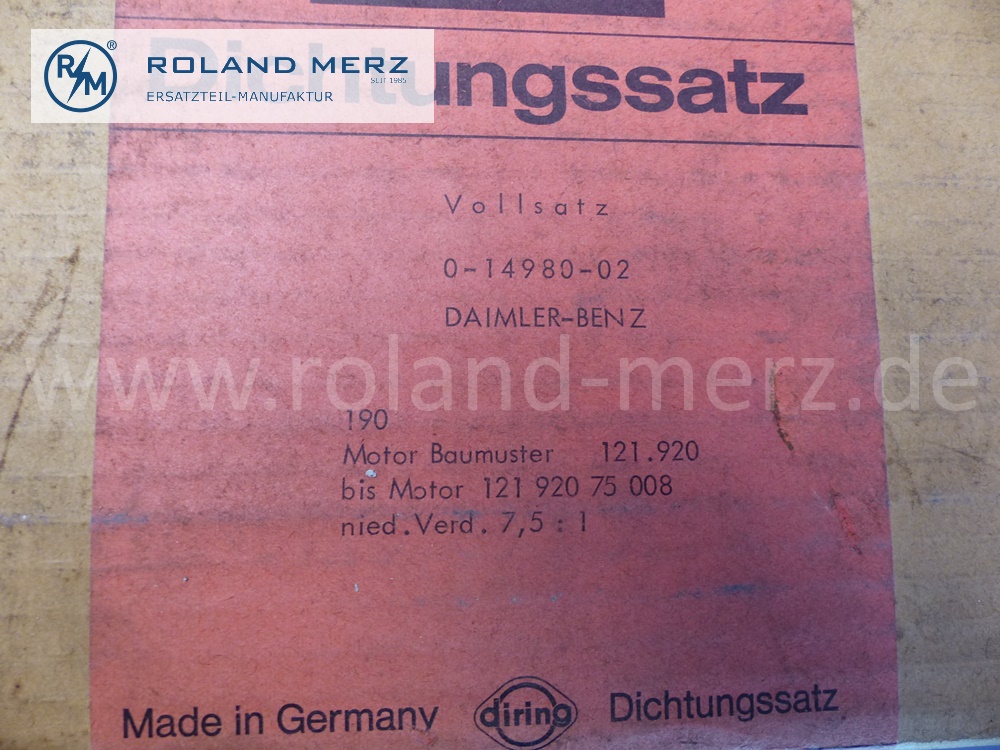 R/M®
ROLAND MERZ
SEIT 1985
ERSATZTEIL-MANUFAKTUR
Dichtungssatz
Vollsatz
0-14980-02
DAIMLER-BENZ
www.roland-merz.de
190
Motor Baumuster 121.920
bis Motor 121 920 75 008
nied.Verd. 7,5 : 1
Made in Germany diring Dichtungssatz